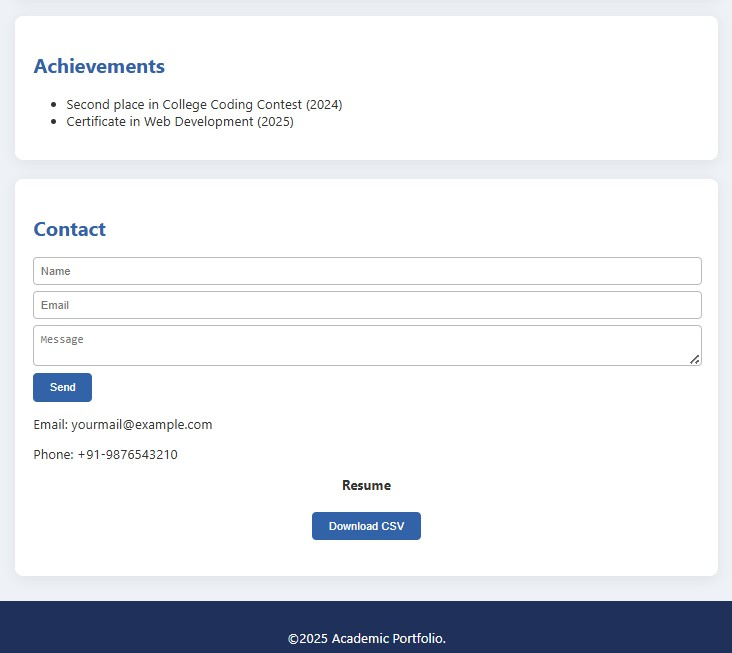 Achievements
Second place in College Coding Contest (2024)
Certificate in Web Development (2025)
Contact
Name
Email
Message
Send
Email: yourmail@example.com
Phone: +91-9876543210
Resume
Download CSV
©2025 Academic Portfolio.